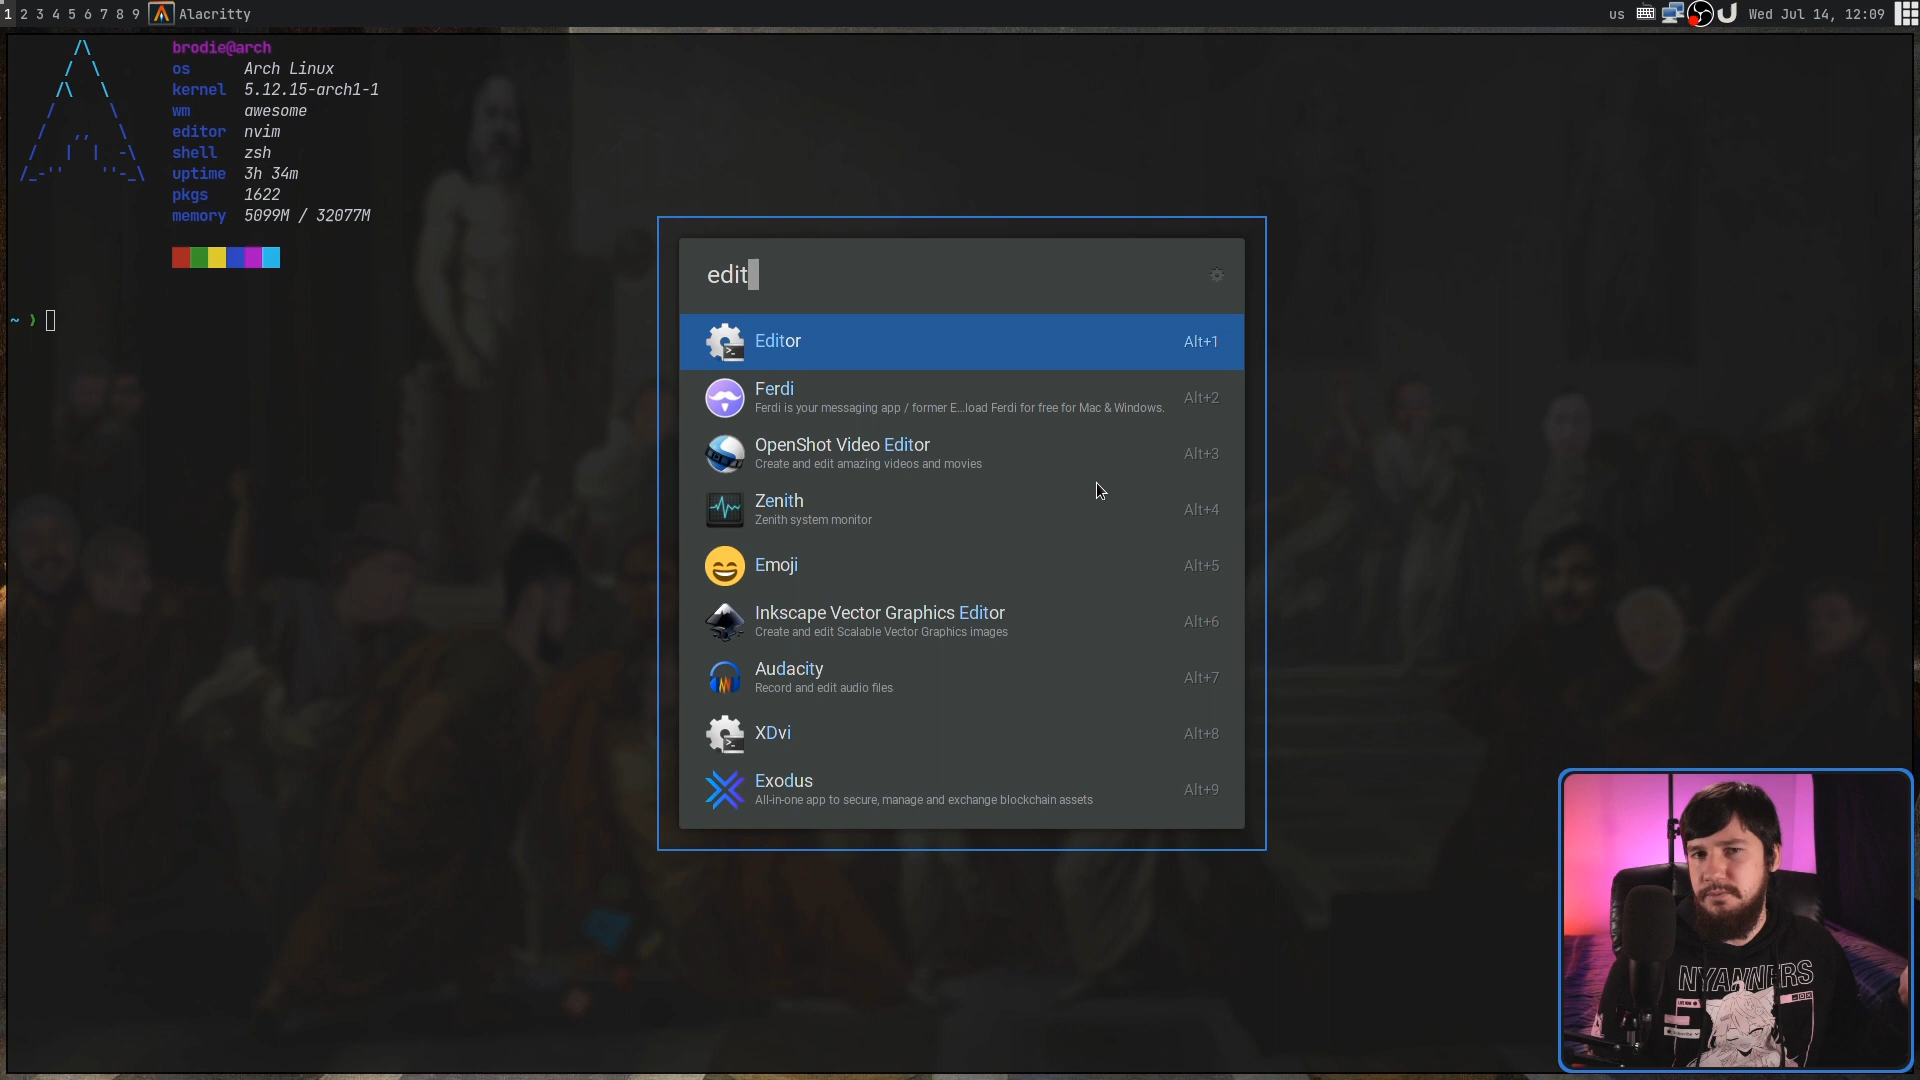 1 2 3 4 5 6 7 8 9 Alacritty
us Wed Jul 14, 12:09
brodie@arch
os Arch Linux
kernel 5.12.15-arch1-1
wm awesome
editor nvim
shell zsh
uptime 3h 34m
pkgs 1622
memory 5099M / 32077M
~ ❯
edit
Editor Alt+1
Ferdi
Ferdi is your messaging app / former E...load Ferdi for free for Mac & Windows. Alt+2
OpenShot Video Editor
Create and edit amazing videos and movies Alt+3
Zenith
Zenith system monitor Alt+4
Emoji Alt+5
Inkscape Vector Graphics Editor
Create and edit Scalable Vector Graphics images Alt+6
Audacity
Record and edit audio files Alt+7
XDvi Alt+8
Exodus
All-in-one app to secure, manage and exchange blockchain assets Alt+9
NYANNERS